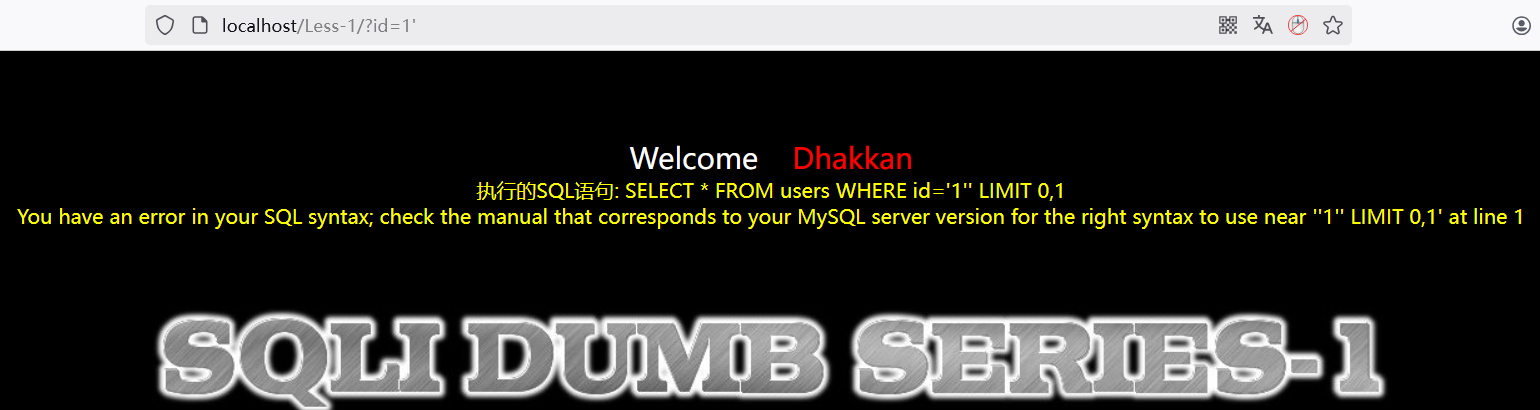 localhost/Less-1/?id=1'
Welcome Dhakkan
执行的SQL语句: SELECT * FROM users WHERE id='1'' LIMIT 0,1
You have an error in your SQL syntax; check the manual that corresponds to your MySQL server version for the right syntax to use near ''1'' LIMIT 0,1' at line 1
SQLI DUMB SERIES-1